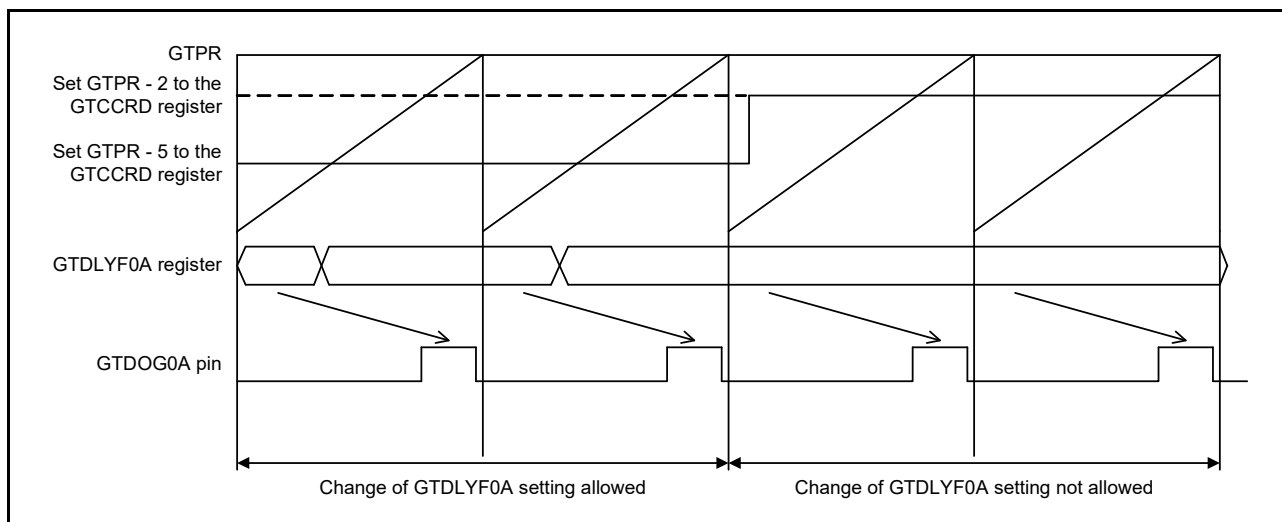 GTPR
Set GTPR - 2 to the
GTCCRD register
Set GTPR - 5 to the
GTCCRD register
GTDLYF0A register
GTDOG0A pin
Change of GTDLYF0A setting allowed
Change of GTDLYF0A setting not allowed